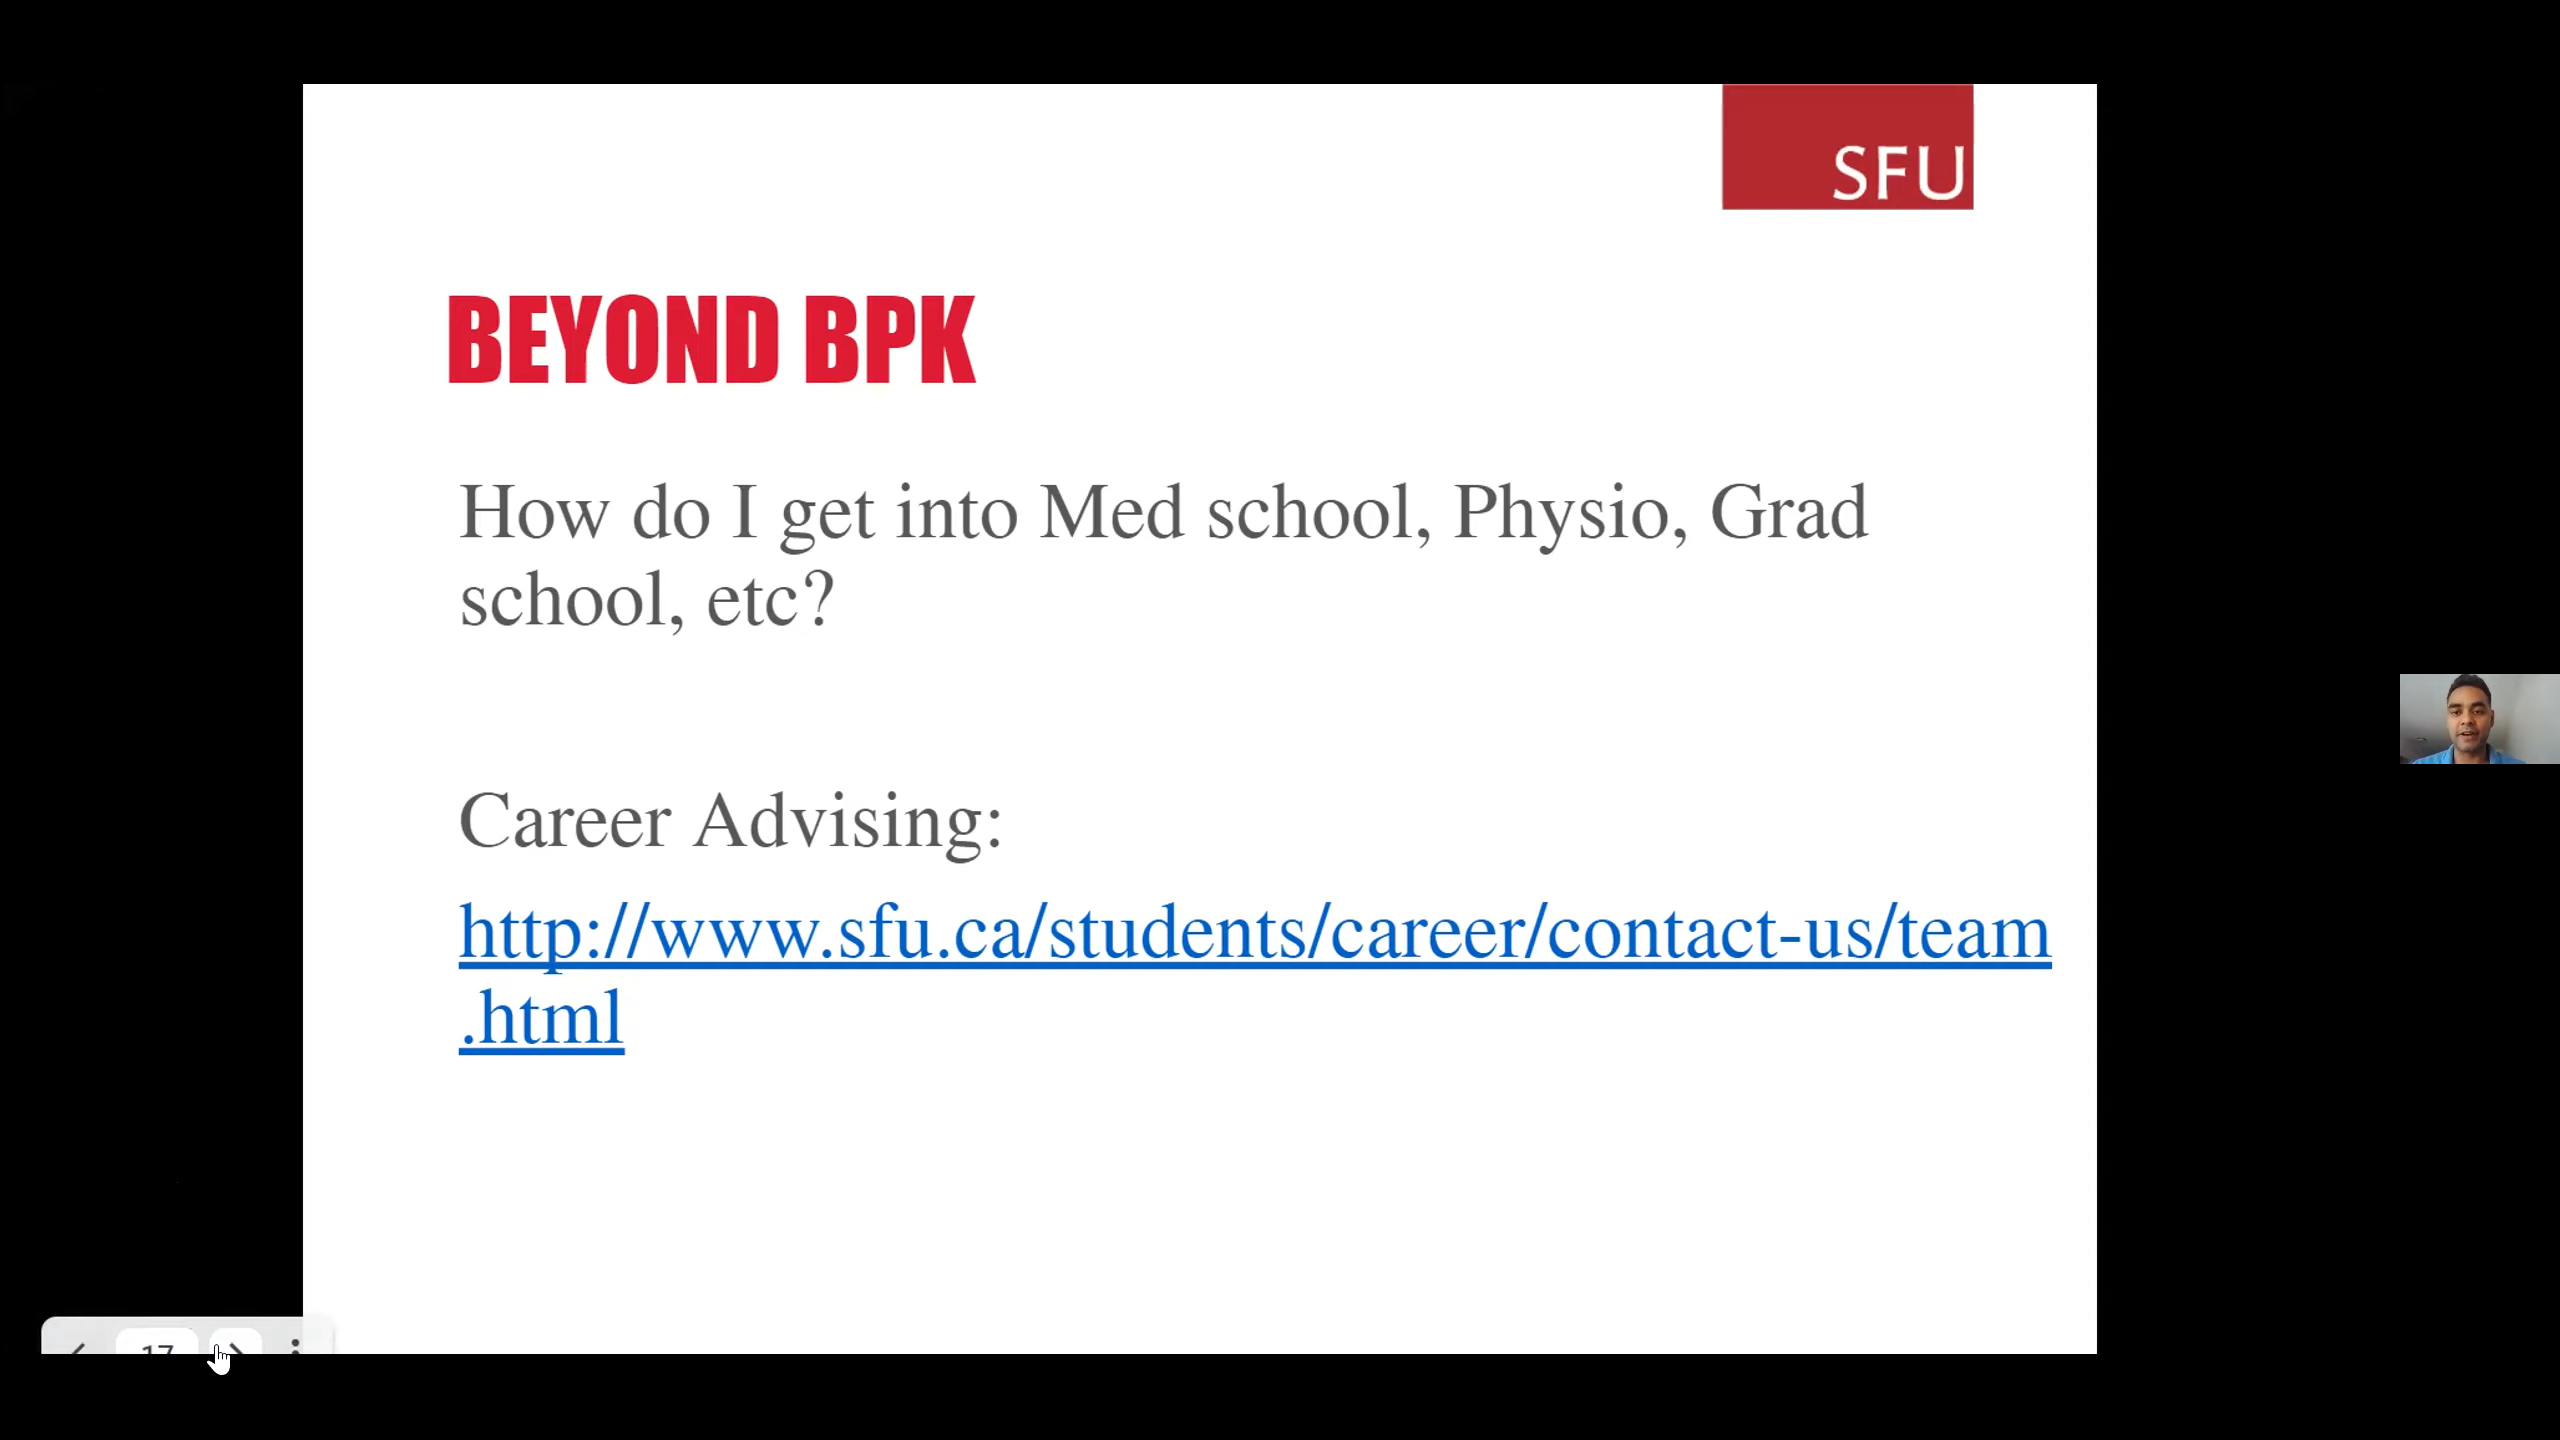 SFU
BEYOND BPK
How do I get into Med school, Physio, Grad
school, etc?
Career Advising:
http://www.sfu.ca/students/career/contact-us/team
.html
17